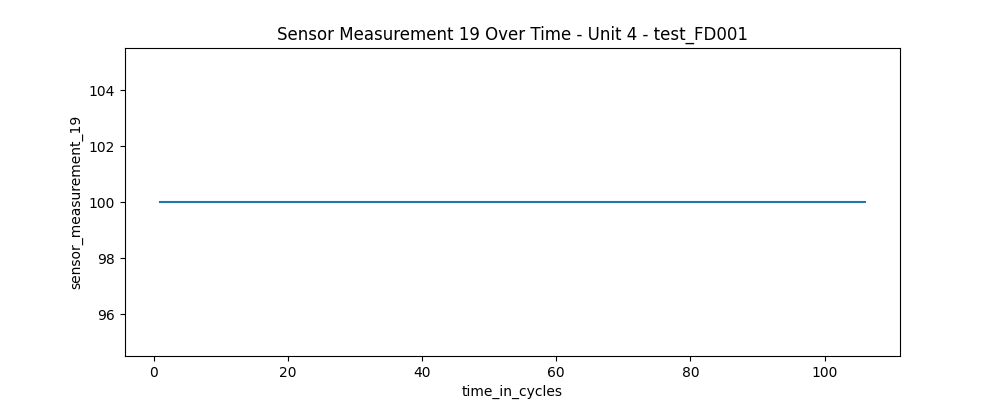 Sensor Measurement 19 Over Time - Unit 4 - test_FD001
sensor_measurement_19
104
102
100
98
96
0 20 40 60 80 100
time_in_cycles